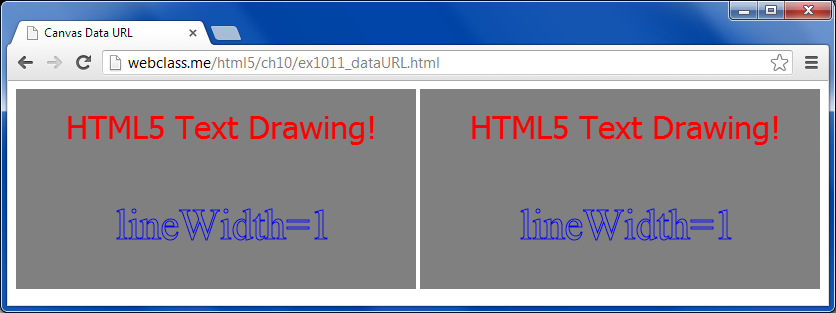 Canvas Data URL
webclass.me/html5/ch10/ex1011_dataURL.html
HTML5 Text Drawing!
lineWidth=1
HTML5 Text Drawing!
lineWidth=1